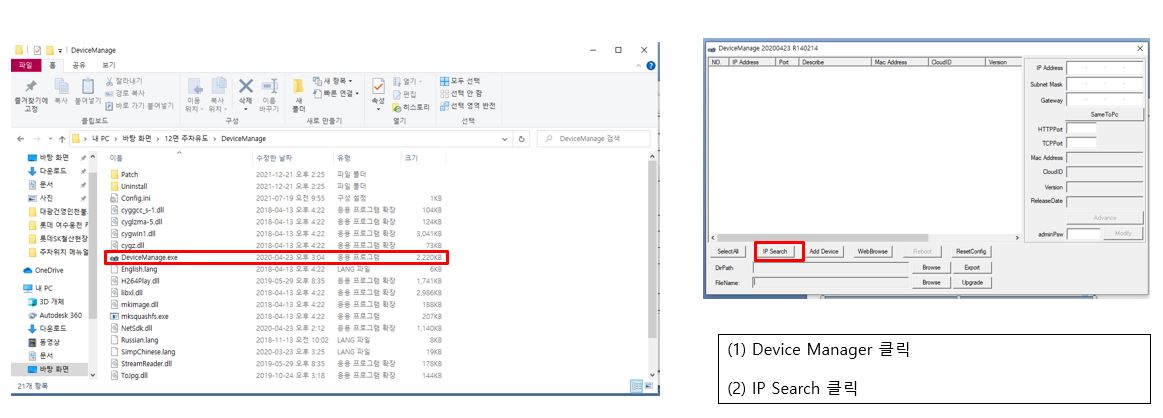 DeviceManage
파일 홈 공유 보기
즐겨찾기에 고정 복사 붙여넣기 잘라내기 경로 복사 바로 가기 붙여넣기
이동 위치 복사 위치 삭제 이름 바꾸기
새 폴더 새 항목 빠른 연결
속성 열기 편집 히스토리
모두 선택 선택 안 함 선택 영역 반전
클립보드 구성 새로 만들기 열기 선택
내 PC > 바탕 화면 > 12면 주차유도 > DeviceManage
DeviceManage 검색
바탕 화면
다운로드
문서
사진
대광건영인천불
롯데 여수웅천 ㅋ
롯데SK철산현장
주차위치 메뉴얼
OneDrive
내 PC
3D 개체
Autodesk 360
다운로드
동영상
문서
바탕 화면
이름 수정한 날짜 유형 크기
Patch 2021-12-21 오후 2:25 파일 폴더
Uninstall 2021-12-21 오후 2:25 파일 폴더
Config.ini 2021-07-19 오전 9:55 구성 설정 1KB
cyggcc_s-1.dll 2018-04-13 오후 4:22 응용 프로그램 확장 104KB
cyglzma-5.dll 2018-04-13 오후 4:22 응용 프로그램 확장 124KB
cygwin1.dll 2018-04-13 오후 4:22 응용 프로그램 확장 3,041KB
cygz.dll 2018-04-13 오후 4:22 응용 프로그램 확장 73KB
DeviceManage.exe 2020-04-23 오후 3:04 응용 프로그램 2,220KB
English.lang 2018-04-13 오후 4:22 LANG 파일 6KB
H264Play.dll 2019-05-29 오후 8:35 응용 프로그램 확장 1,741KB
libxl.dll 2018-04-13 오후 4:22 응용 프로그램 확장 2,986KB
mkimage.dll 2018-04-13 오후 4:22 응용 프로그램 확장 188KB
mksquashfs.exe 2018-04-13 오후 4:22 응용 프로그램 207KB
NetSdk.dll 2020-04-23 오후 2:12 응용 프로그램 확장 1,140KB
Russian.lang 2018-11-13 오전 10:02 LANG 파일 8KB
SimpChinese.lang 2020-03-23 오후 3:25 LANG 파일 19KB
StreamReader.dll 2019-05-29 오후 8:35 응용 프로그램 확장 178KB
ToJpg.dll 2019-10-24 오후 3:18 응용 프로그램 확장 144KB
21개 항목
DeviceManage 20200423 R140214
NO. IP Address Port Describe Mac Address CloudID Version
IP Address
Subnet Mask
Gateway
SameToPc
HTTPPort
TCPPort
Mac Address
CloudID
Version
ReleaseDate
Advance
adminPsw Modify
SelectAll IP Search Add Device WebBrowse Reboot ResetConfig
DirPath Browse Export
FileName: Browse Upgrade
(1) Device Manager 클릭
(2) IP Search 클릭